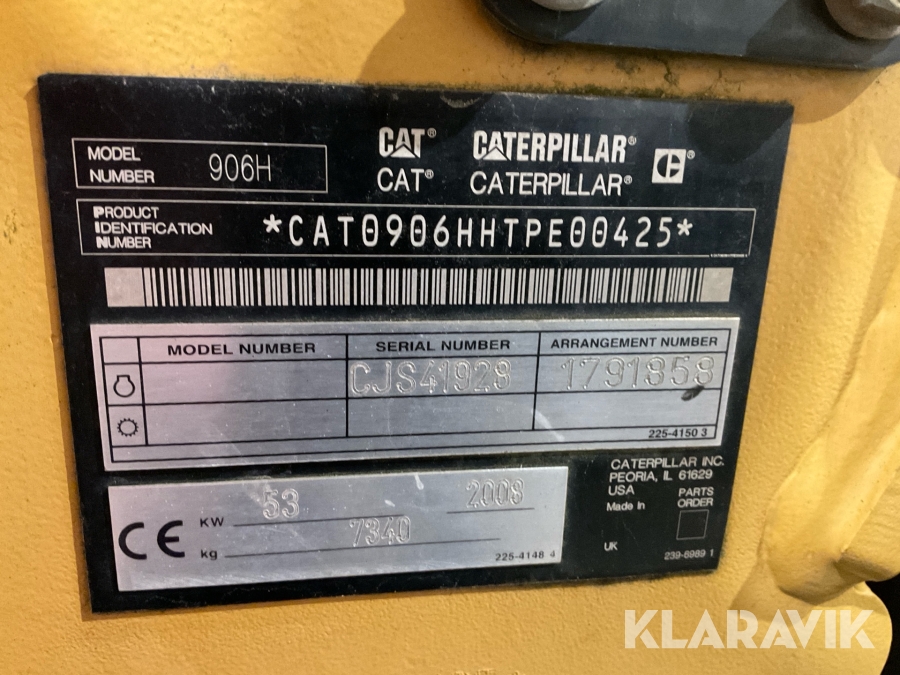 MODEL NUMBER 906H
CAT® CATERPILLAR®
CAT® CATERPILLAR®
PRODUCT IDENTIFICATION NUMBER *CAT0906HHTPE00425*
MODEL NUMBER SERIAL NUMBER ARRANGEMENT NUMBER
CJS41928 1791858
225-4150 3
CE KW 53 2008
kg 7340
225-4148 4
CATERPILLAR INC.
PEORIA, IL 61629
USA
Made In
UK
PARTS ORDER
239-8989 1
KLARAVIK